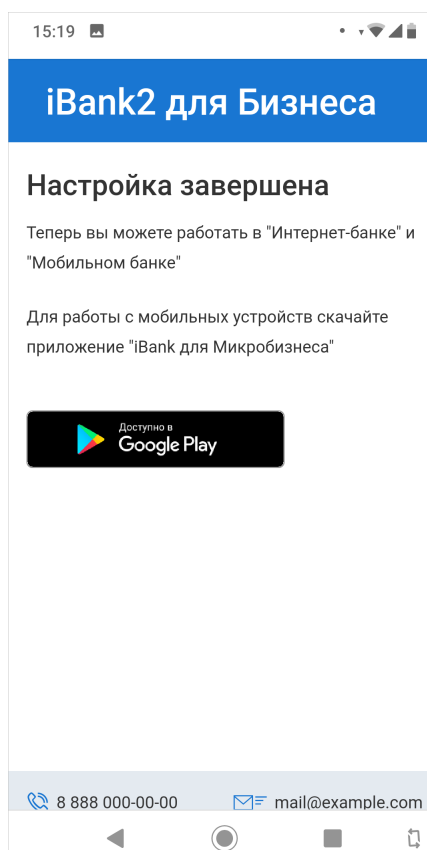 15:19
iBank2 для Бизнеса
Настройка завершена
Теперь вы можете работать в "Интернет-банке" и
"Мобильном банке"
Для работы с мобильных устройств скачайте
приложение "iBank для Микробизнеса"
Доступно в
Google Play
8 888 000-00-00 mail@example.com